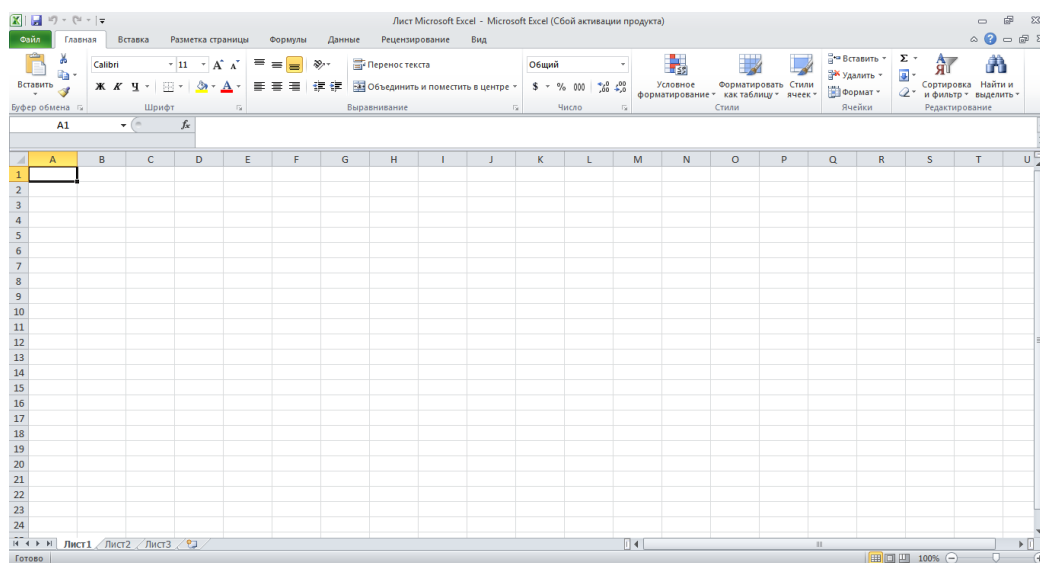 Лист Microsoft Excel - Microsoft Excel (Сбой активации продукта)
Файл Главная Вставка Разметка страницы Формулы Данные Рецензирование Вид
Calibri 11 A A Перенос текста Общий Вставить Σ
Вставить Ж К Ч Объединить и поместить в центре $ % 000 Условное форматирование Форматировать как таблицу Стили ячеек Удалить Формат Сортировка и фильтр Найти и выделить
Буфер обмена Шрифт Выравнивание Число Стили Ячейки Редактирование
A1 fx
A B C D E F G H I J K L M N O P Q R S T U
1
2
3
4
5
6
7
8
9
10
11
12
13
14
15
16
17
18
19
20
21
22
23
24
Лист1 Лист2 Лист3
Готово 100%